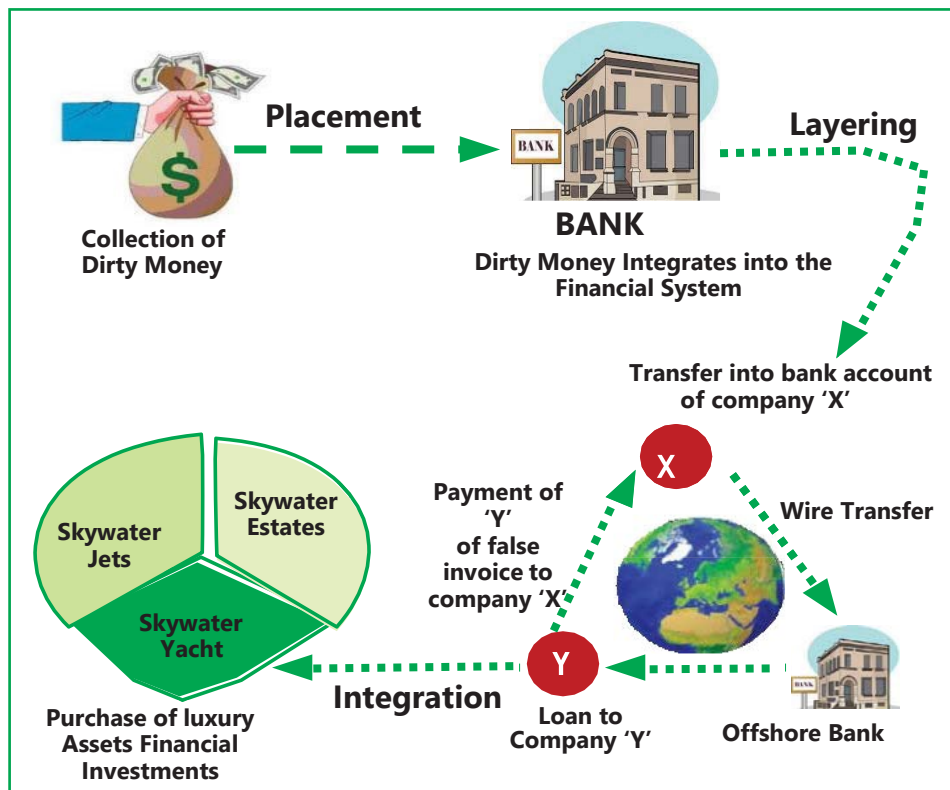 Placement
Layering
$
BANK
Collection of
Dirty Money
BANK
Dirty Money Integrates into the
Financial System
Transfer into bank account
of company ‘X’
X
Payment of
‘Y’
of false
invoice to
company ‘X’
Wire Transfer
Skywater
Jets
Skywater
Estates
Skywater
Yacht
Y
BANK
Integration
Loan to
Company ‘Y’
Offshore Bank
Purchase of luxury
Assets Financial
Investments